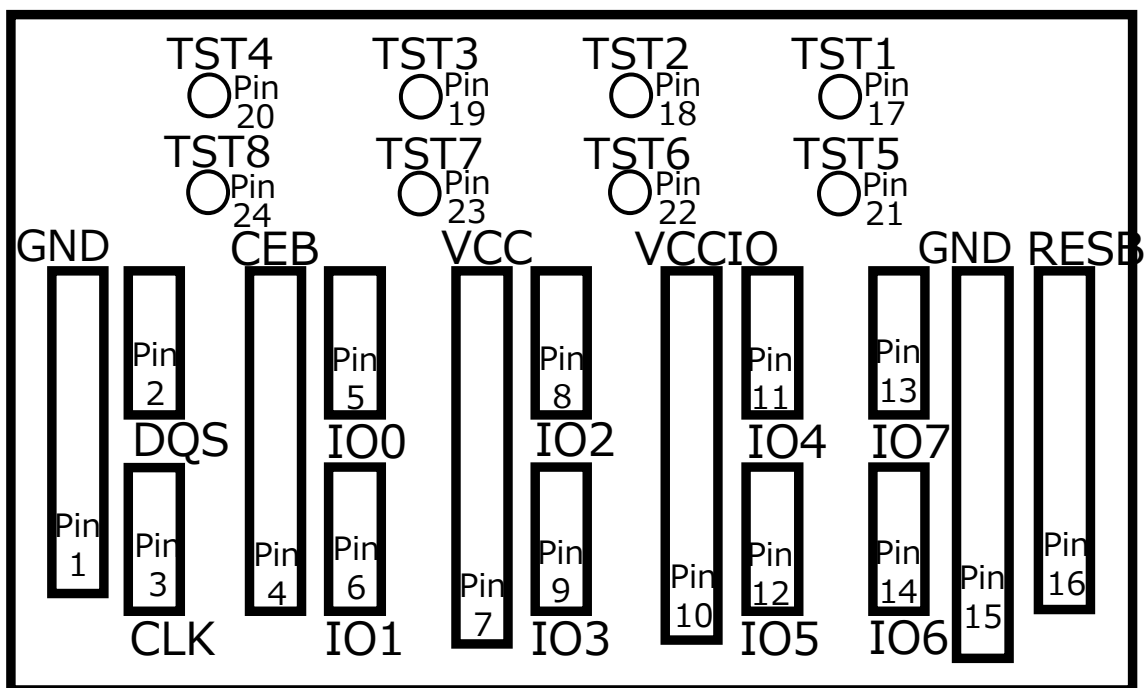 TST4 TST3 TST2 TST1
Pin Pin Pin Pin
20 19 18 17
TST8 TST7 TST6 TST5
Pin Pin Pin Pin
24 23 22 21
GND CEB VCC VCCIO GND RESB
Pin Pin Pin Pin Pin
2 5 8 11 13
DQS IO0 IO2 IO4 IO7
Pin Pin Pin Pin Pin Pin Pin Pin Pin Pin Pin
1 3 4 6 7 9 10 12 14 15 16
CLK IO1 IO3 IO5 IO6